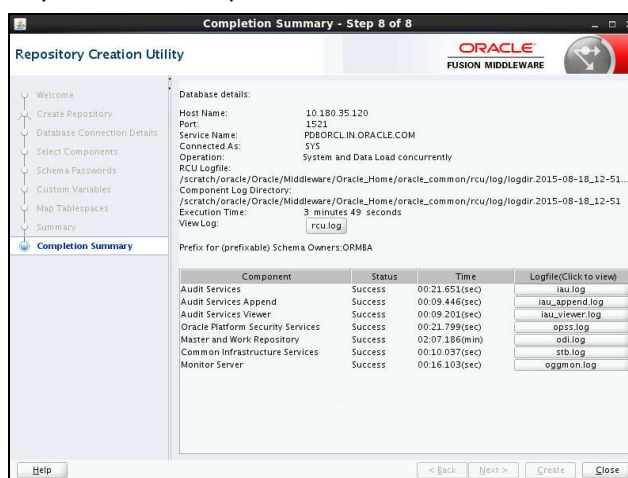 Completion Summary - Step 8 of 8
Repository Creation Utility
ORACLE
FUSION MIDDLEWARE
Welcome
Create Repository
Database Connection Details
Select Components
Schema Passwords
Custom Variables
Map Tablespaces
Summary
Completion Summary
Database details:
Host Name: 10.180.35.120
Port: 1521
Service Name: PDBORCL.IN.ORACLE.COM
Connected As: SYS
Operation: System and Data Load concurrently
RCU Logfile:
/scratch/oracle/Oracle/Middleware/Oracle_Home/oracle_common/rcu/log/logdir.2015-08-18_12-51...
Component Log Directory:
/scratch/oracle/Oracle/Middleware/Oracle_Home/oracle_common/rcu/log/logdir.2015-08-18_12-51
Execution Time: 3 minutes 49 seconds
View Log: rcu.log
Prefix for (prefixable) Schema Owners:ORMBA
Component Status Time Logfile(Click to view)
Audit Services Success 00:21.651(sec) iau.log
Audit Services Append Success 00:09.446(sec) iau_append.log
Audit Services Viewer Success 00:09.201(sec) iau_viewer.log
Oracle Platform Security Services Success 00:21.799(sec) opss.log
Master and Work Repository Success 02:07.186(min) odi.log
Common Infrastructure Services Success 00:10.037(sec) stb.log
Monitor Server Success 00:16.103(sec) oggmon.log
Help < Back Next > Create Close